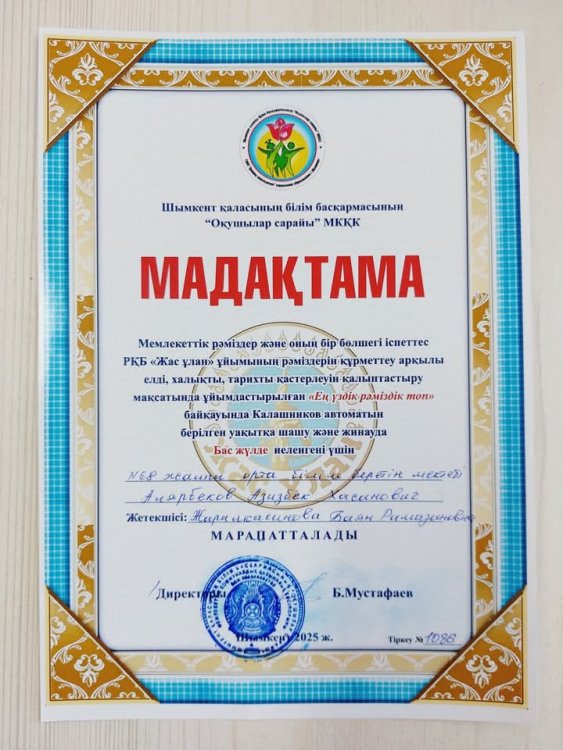 Шымкент қаласының білім басқармасының
“Оқушылар сарайы” МКҚК
МАДАҚТАМА
Мемлекеттік рәміздер және оның бір бөлшегі іспеттес
РҚБ «Жас ұлан» ұйымының рәміздерін құрметтеу арқылы
елді, халықты, тарихты қастерлеуін қалыптастыру
мақсатында ұйымдастырылған «Ең үздік рәміздік топ»
байқауында Калашников автоматын
берілген уақытқа шашу және жинауда
Бас жүлде иеленгені үшін
№68 жалпы орта білім беретін мектебі
Азизбек Хасанович
Жетекшісі: Баян Рамазановна
МАРАПАТТАЛАДЫ
Директоры Б.Мустафаев
Шымкент 2025 ж. Тіркеу № 1086